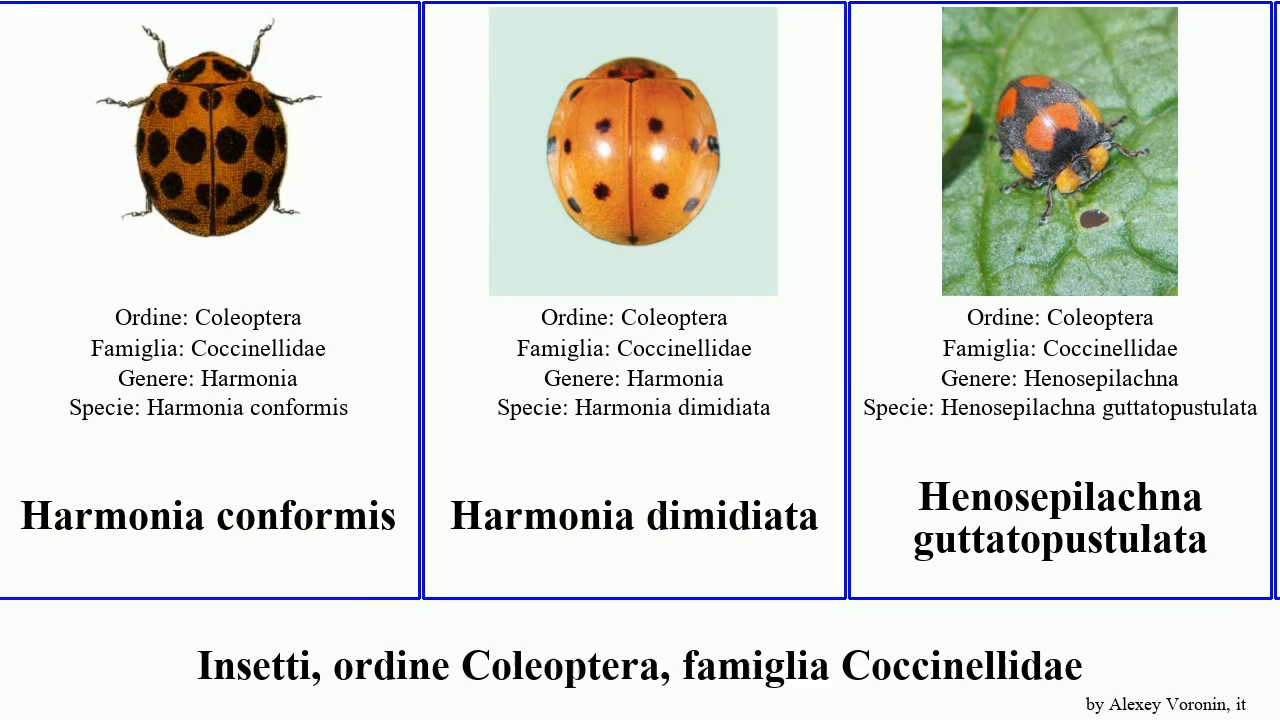 Ordine: Coleoptera
Famiglia: Coccinellidae
Genere: Harmonia
Specie: Harmonia conformis
Harmonia conformis
Ordine: Coleoptera
Famiglia: Coccinellidae
Genere: Harmonia
Specie: Harmonia dimidiata
Harmonia dimidiata
Ordine: Coleoptera
Famiglia: Coccinellidae
Genere: Henosepilachna
Specie: Henosepilachna guttatopustulata
Henosepilachna
guttatopustulata
Insetti, ordine Coleoptera, famiglia Coccinellidae
by Alexey Voronin, it